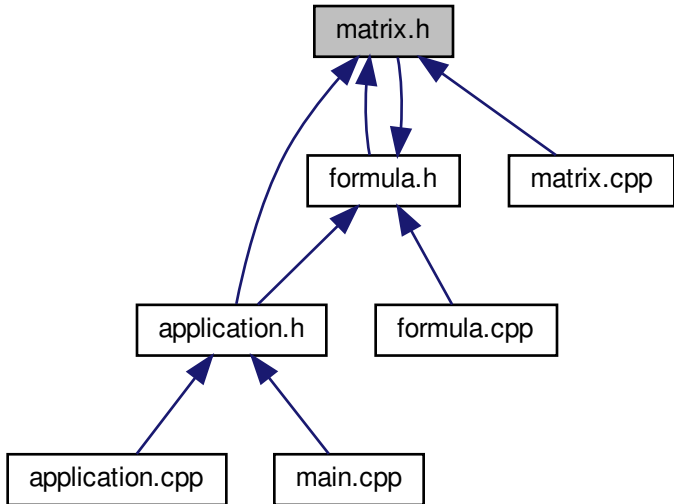 matrix.h
formula.h
matrix.cpp
application.h
formula.cpp
application.cpp
main.cpp